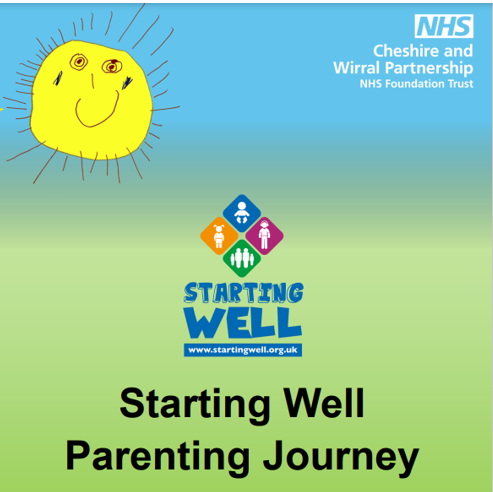 NHS
Cheshire and
Wirral Partnership
NHS Foundation Trust
STARTING
WELL
www.startingwell.org.uk
Starting Well
Parenting Journey